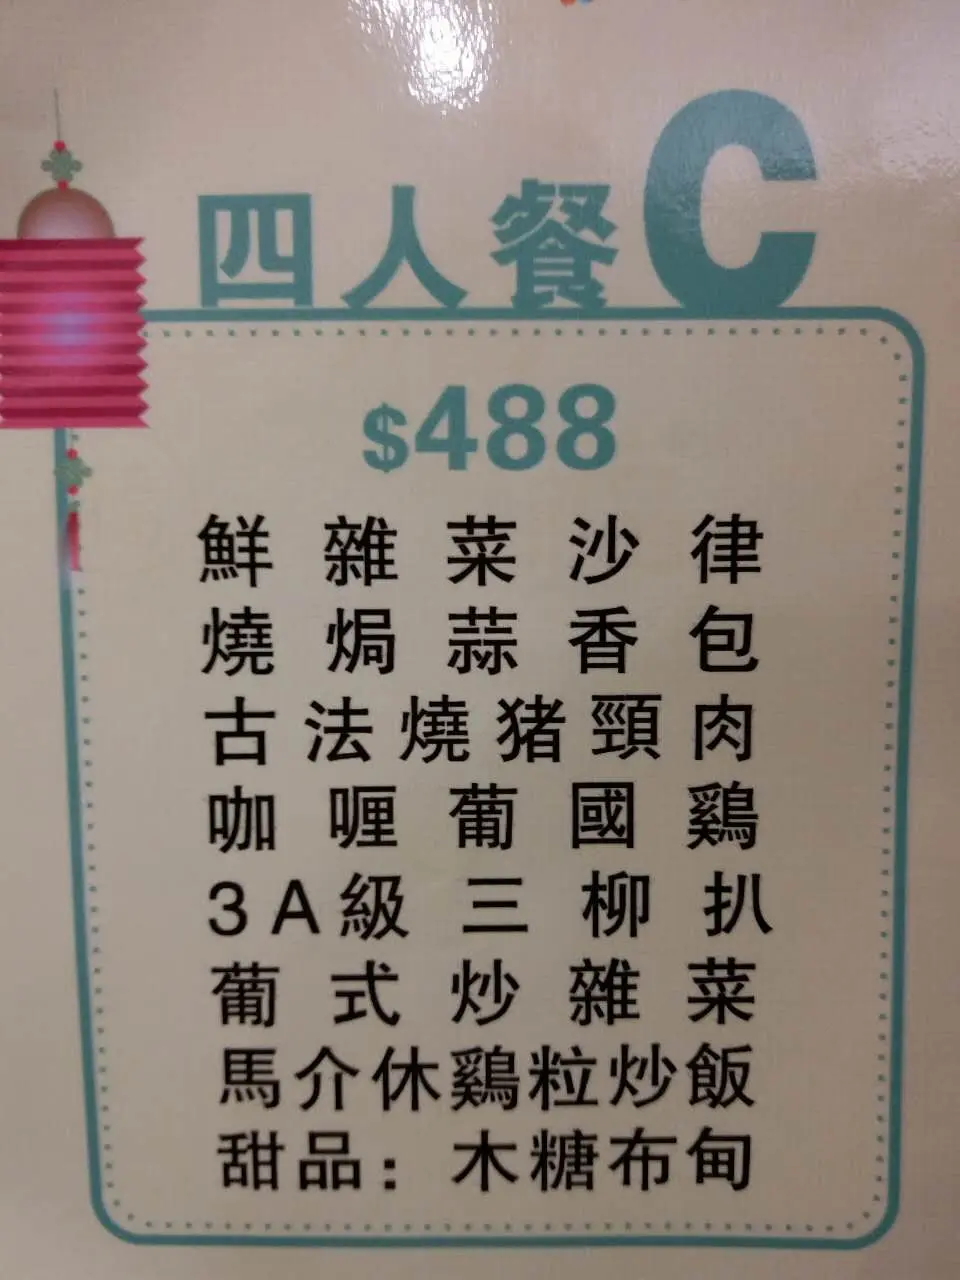 四人餐C
$488
鮮雜菜沙律
燒焗蒜香包
古法燒猪頸肉
咖喱葡國鷄
3A級三柳扒
葡式炒雜菜
馬介休鷄粒炒飯
甜品：木糖布甸